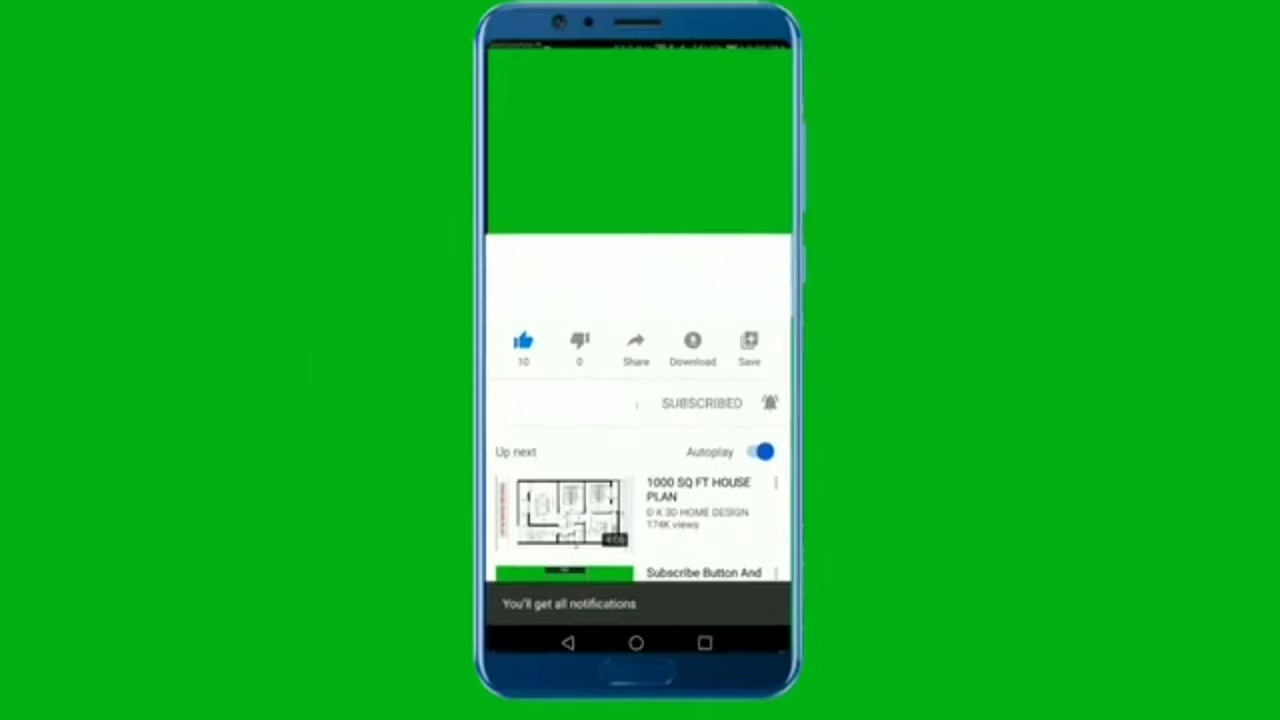 10
0
Share
Download
Save
SUBSCRIBED
Up next
Autoplay
1000 SQ FT HOUSE
PLAN
D K 3D HOME DESIGN
174K views
Subscribe Button And
You'll get all notifications